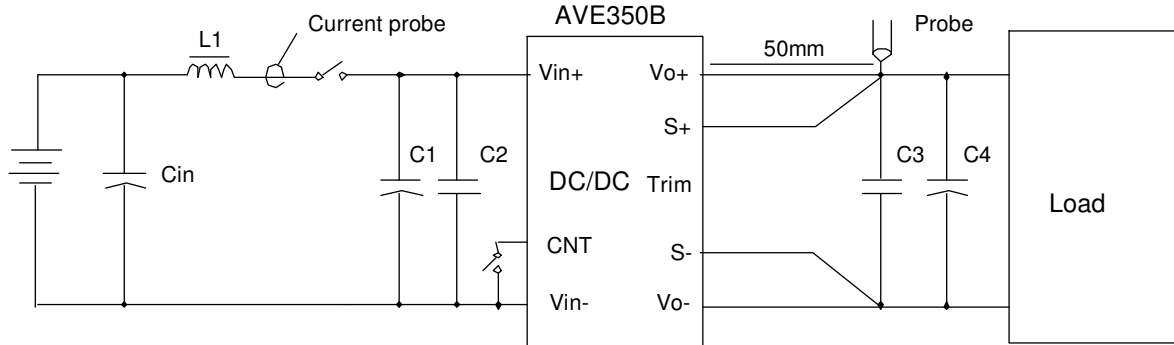 AVE350B
Current probe
Probe
L1
50mm
Vin+
Vo+
S+
Cin
C1
C2
DC/DC
Trim
C3
C4
Load
CNT
S-
Vin-
Vo-